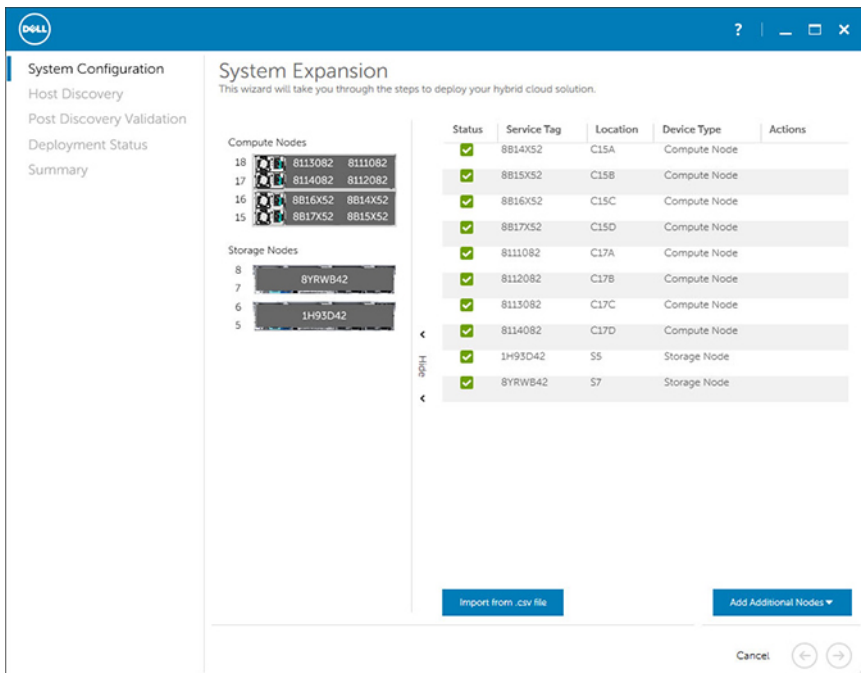 DELL
?
System Configuration
Host Discovery
Post Discovery Validation
Deployment Status
Summary
System Expansion
This wizard will take you through the steps to deploy your hybrid cloud solution.
Compute Nodes
18 8113082 8111082
17 8114082 8112082
16 8B16X52 8B14X52
15 8B17X52 8B15X52
Storage Nodes
8
8YRWB42
7
6
1H93D42
5
Hide
Status Service Tag Location Device Type Actions
8B14X52 C15A Compute Node
8B15X52 C15B Compute Node
8B16X52 C15C Compute Node
8B17X52 C15D Compute Node
8111082 C17A Compute Node
8112082 C17B Compute Node
8113082 C17C Compute Node
8114082 C17D Compute Node
1H93D42 S5 Storage Node
8YRWB42 S7 Storage Node
Import from .csv file
Add Additional Nodes
Cancel